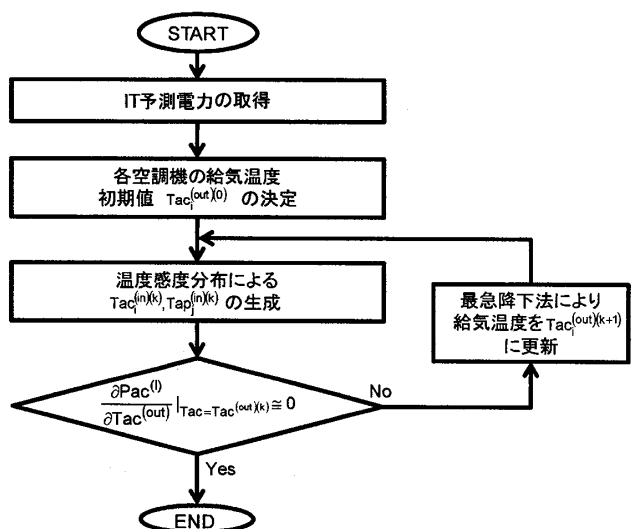 START
IT予測電力の取得
各空調機の給気温度
初期値 Tac_i^(out)(0) の決定
温度感度分布による
Tac_i^(in)(k), Tap_j^(in)(k) の生成
最急降下法により
給気温度をTac_i^(out)(k+1)
に更新
∂Pac^(l)/∂Tac^(out) |Tac=Tac^(out)(k) ≅ 0
No
Yes
END